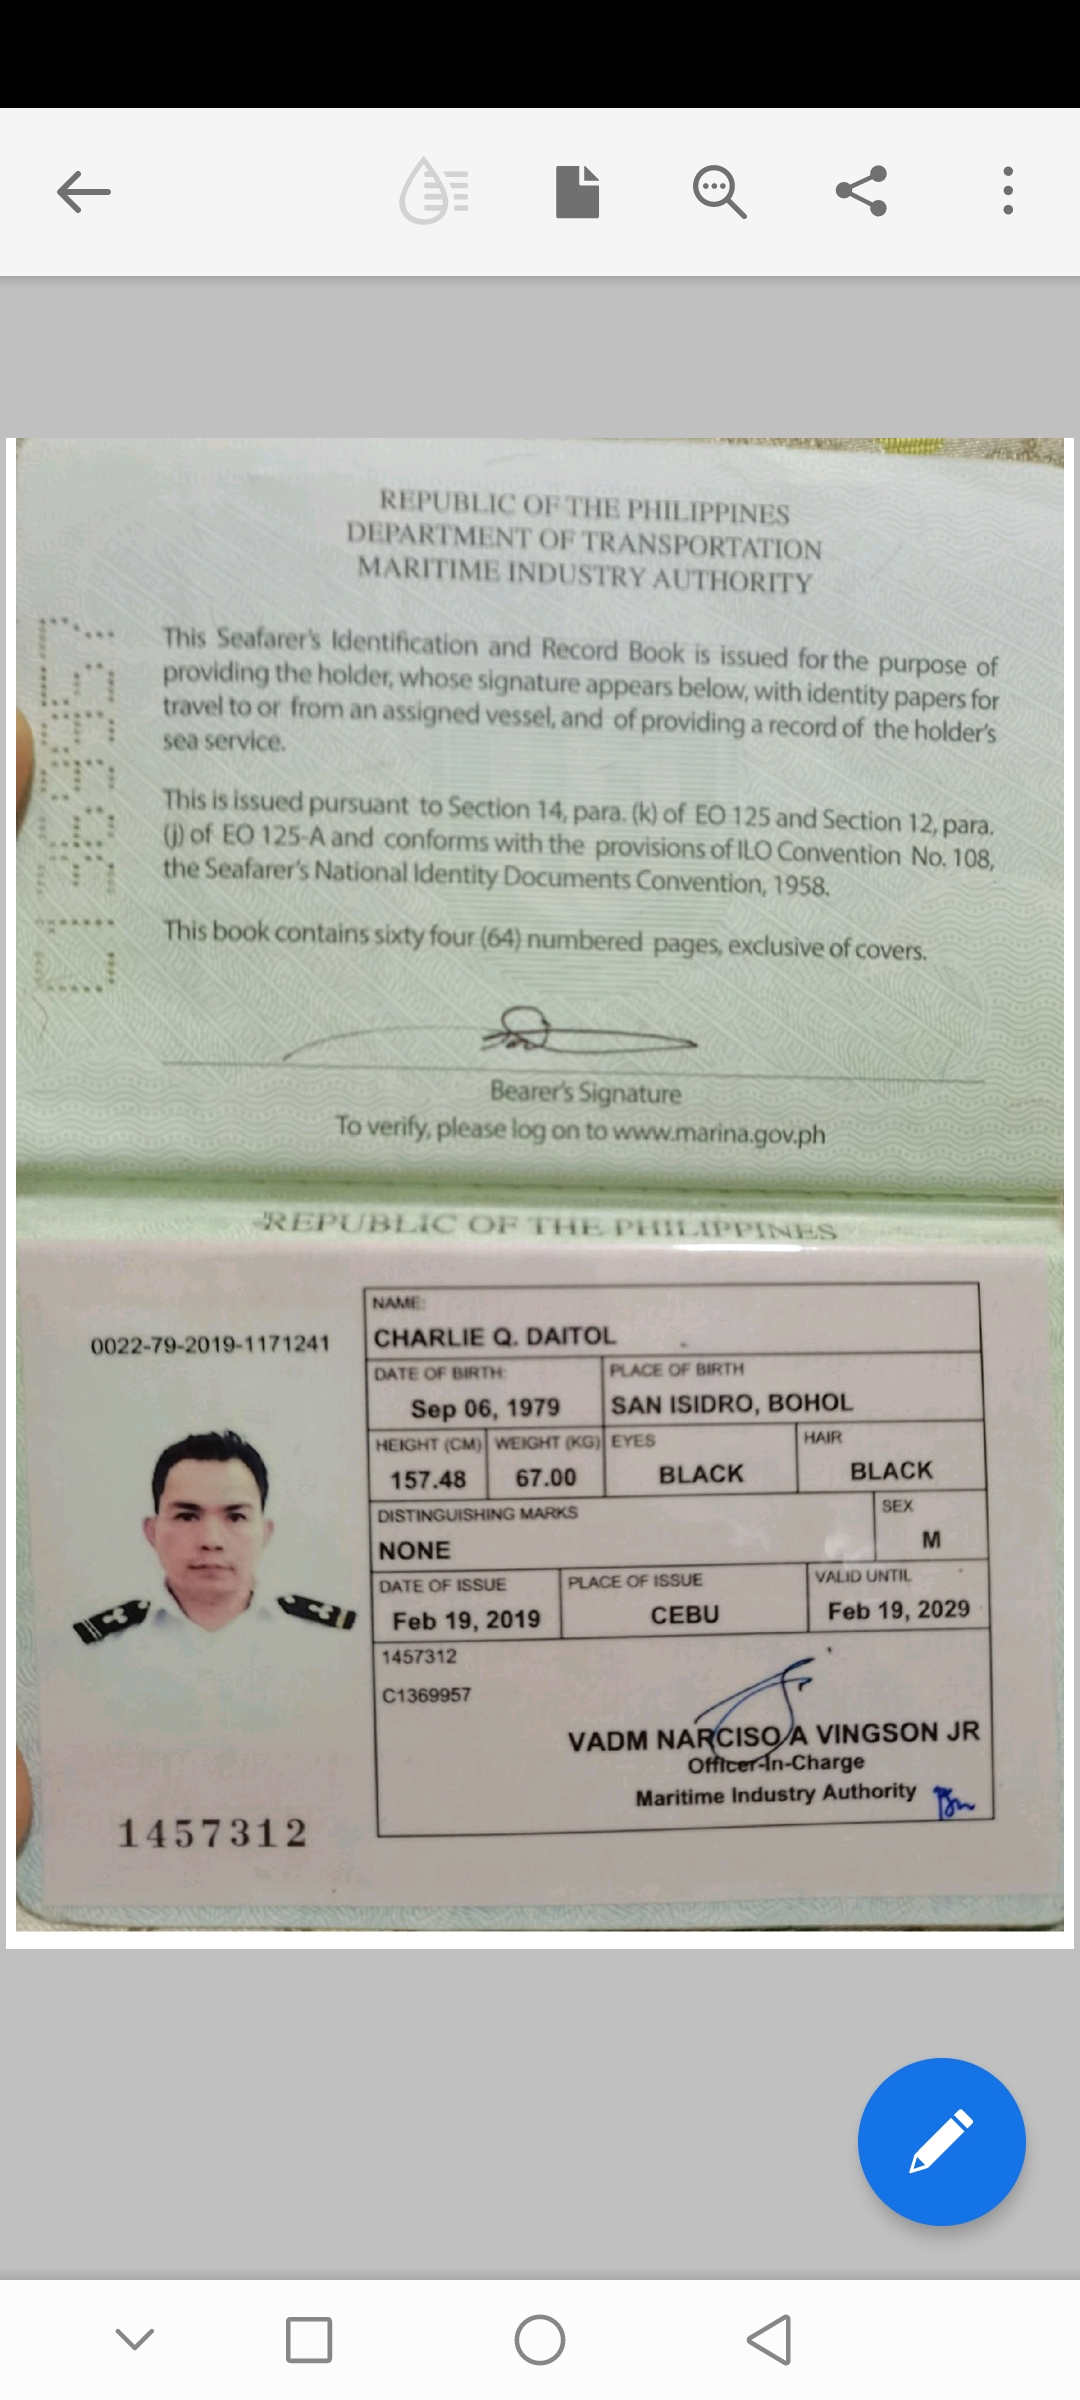 REPUBLIC OF THE PHILIPPINES
DEPARTMENT OF TRANSPORTATION
MARITIME INDUSTRY AUTHORITY
This Seafarer's Identification and Record Book is issued for the purpose of
providing the holder, whose signature appears below, with identity papers for
travel to or from an assigned vessel, and of providing a record of the holder's
sea service.
This is issued pursuant to Section 14, para. (k) of EO 125 and Section 12, para.
(j) of EO 125-A and conforms with the provisions of ILO Convention No. 108,
the Seafarer's National Identity Documents Convention, 1958.
This book contains sixty four (64) numbered pages, exclusive of covers.
Bearer's Signature
To verify, please log on to www.marina.gov.ph
REPUBLIC OF THE PHILIPPINES
0022-79-2019-1171241
NAME:
CHARLIE Q. DAITOL
DATE OF BIRTH: PLACE OF BIRTH
Sep 06, 1979 SAN ISIDRO, BOHOL
HEIGHT (CM) WEIGHT (KG) EYES HAIR
157.48 67.00 BLACK BLACK
DISTINGUISHING MARKS SEX
NONE M
DATE OF ISSUE PLACE OF ISSUE VALID UNTIL
Feb 19, 2019 CEBU Feb 19, 2029
1457312
C1369957
VADM NARCISO A VINGSON JR
Officer-In-Charge
Maritime Industry Authority
1457312